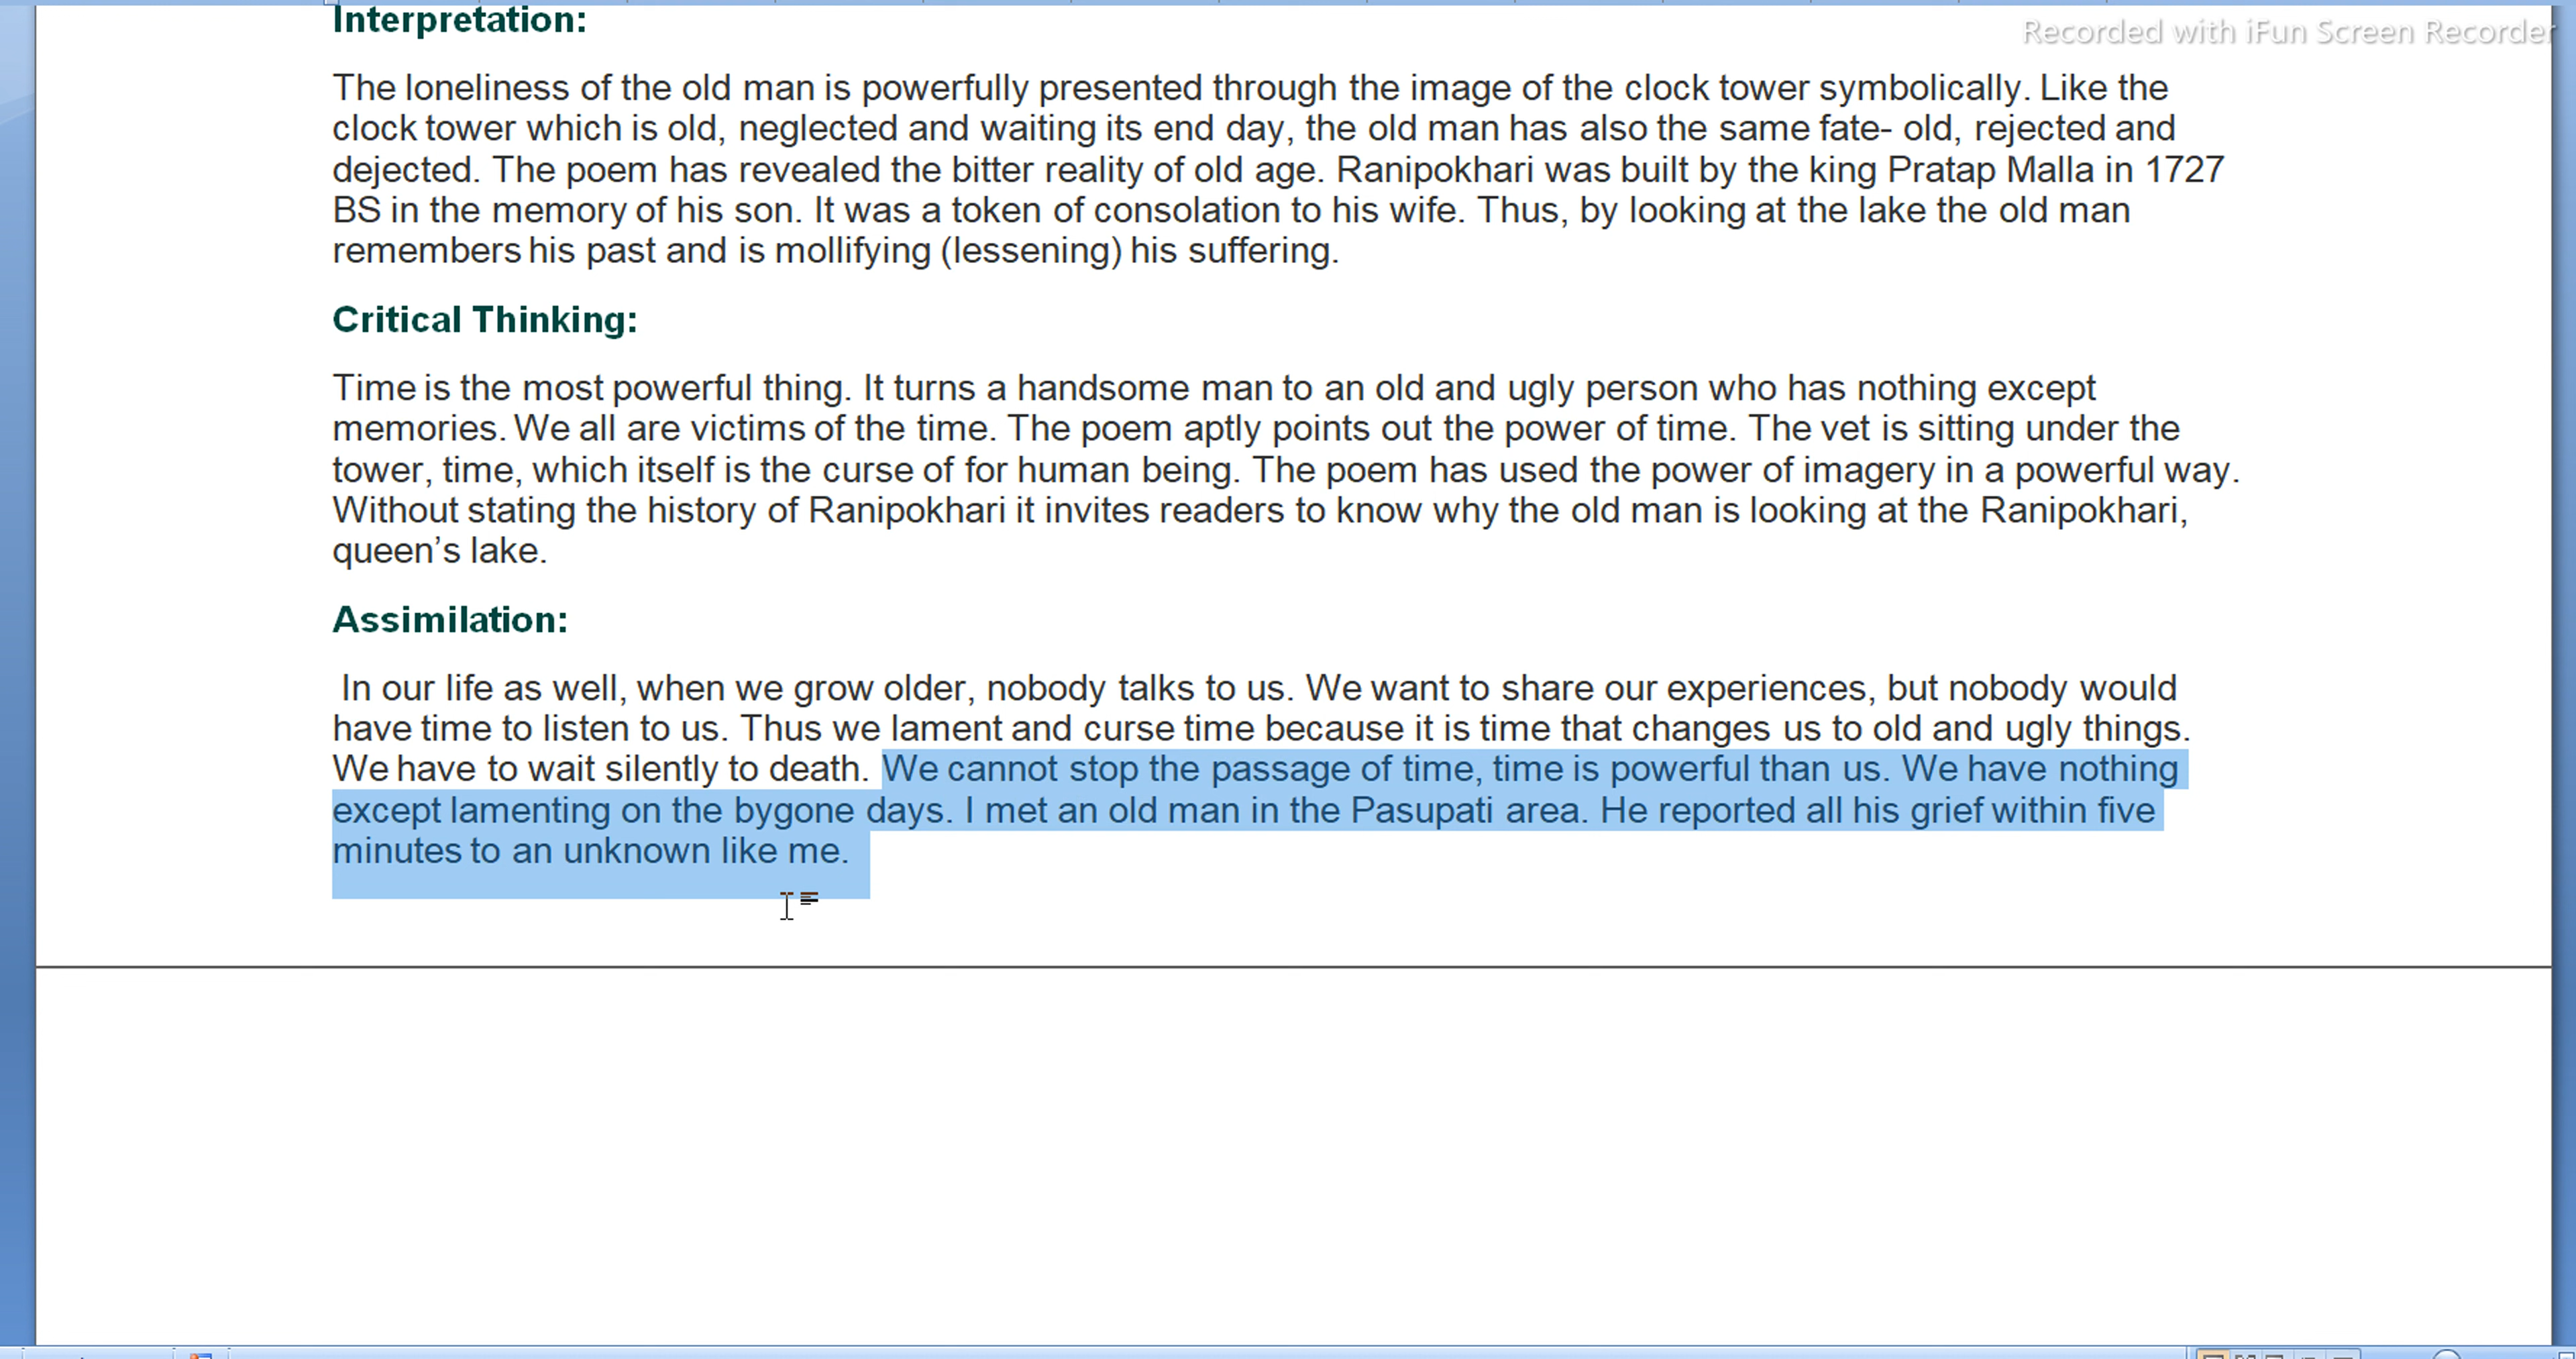 Interpretation:
Recorded with iFun Screen Recorder
The loneliness of the old man is powerfully presented through the image of the clock tower symbolically. Like the
clock tower which is old, neglected and waiting its end day, the old man has also the same fate- old, rejected and
dejected. The poem has revealed the bitter reality of old age. Ranipokhari was built by the king Pratap Malla in 1727
BS in the memory of his son. It was a token of consolation to his wife. Thus, by looking at the lake the old man
remembers his past and is mollifying (lessening) his suffering.
Critical Thinking:
Time is the most powerful thing. It turns a handsome man to an old and ugly person who has nothing except
memories. We all are victims of the time. The poem aptly points out the power of time. The vet is sitting under the
tower, time, which itself is the curse of for human being. The poem has used the power of imagery in a powerful way.
Without stating the history of Ranipokhari it invites readers to know why the old man is looking at the Ranipokhari,
queen’s lake.
Assimilation:
In our life as well, when we grow older, nobody talks to us. We want to share our experiences, but nobody would
have time to listen to us. Thus we lament and curse time because it is time that changes us to old and ugly things.
We have to wait silently to death. We cannot stop the passage of time, time is powerful than us. We have nothing
except lamenting on the bygone days. I met an old man in the Pasupati area. He reported all his grief within five
minutes to an unknown like me.